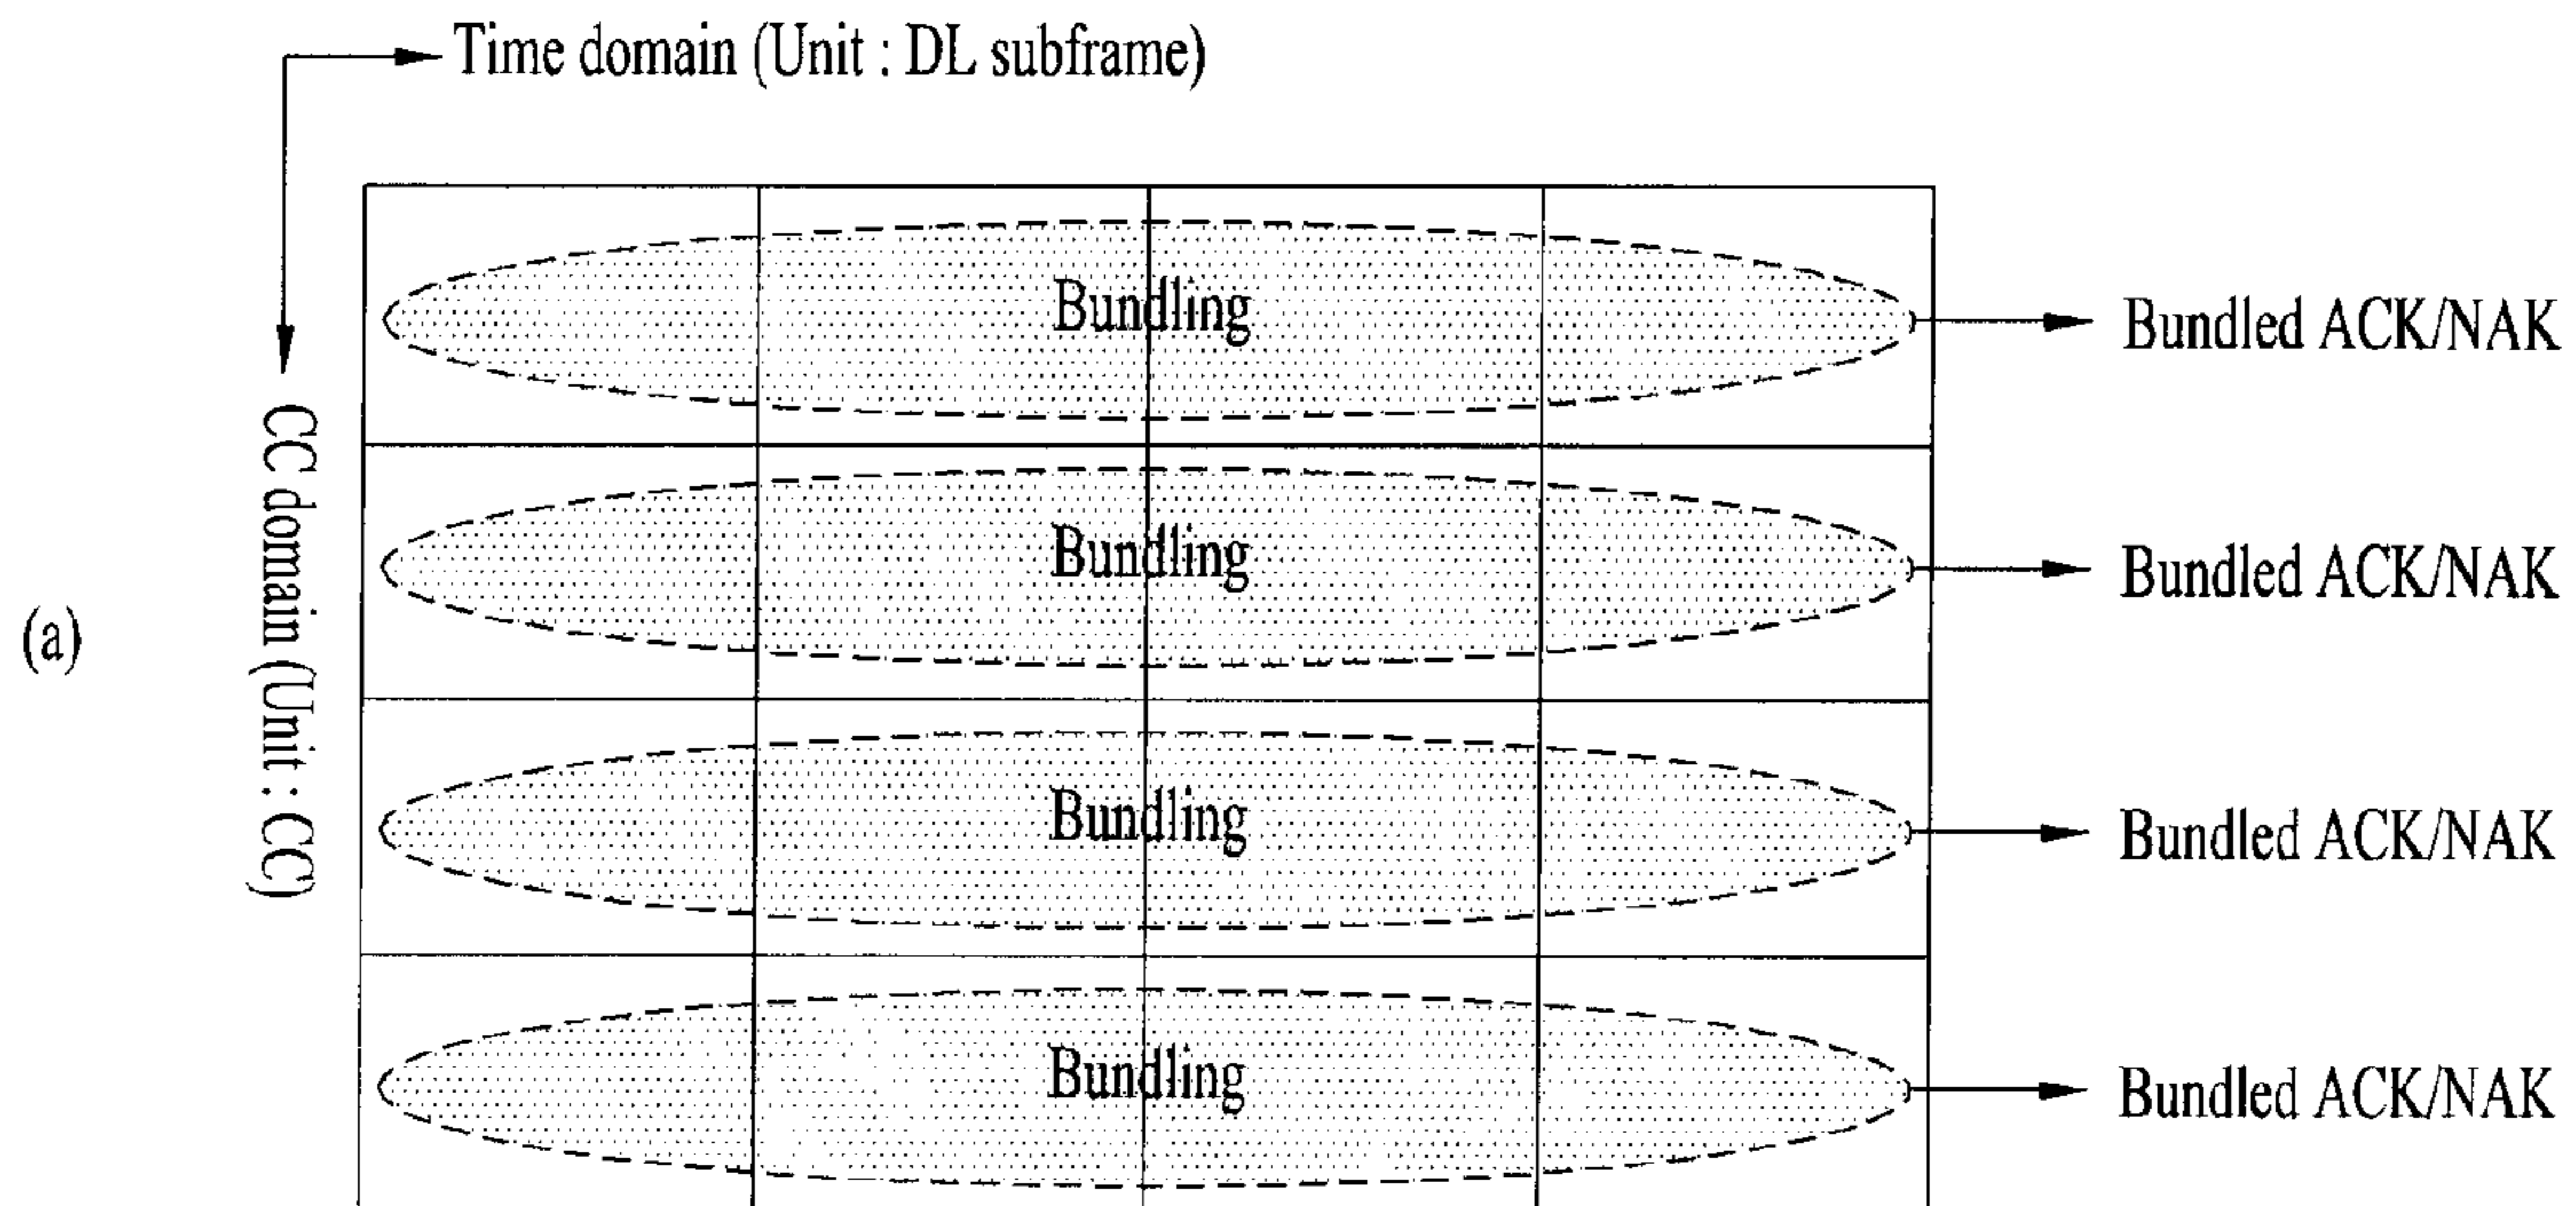 Time domain (Unit : DL subframe)
CC domain (Unit : CC)
(a)
Bundling
Bundled ACK/NAK
Bundling
Bundled ACK/NAK
Bundling
Bundled ACK/NAK
Bundling
Bundled ACK/NAK